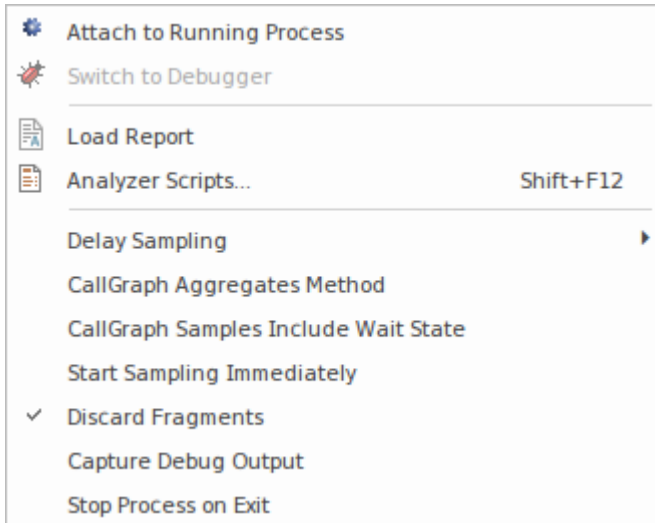 Attach to Running Process
Switch to Debugger
Load Report
Analyzer Scripts... Shift+F12
Delay Sampling
CallGraph Aggregates Method
CallGraph Samples Include Wait State
Start Sampling Immediately
Discard Fragments
Capture Debug Output
Stop Process on Exit